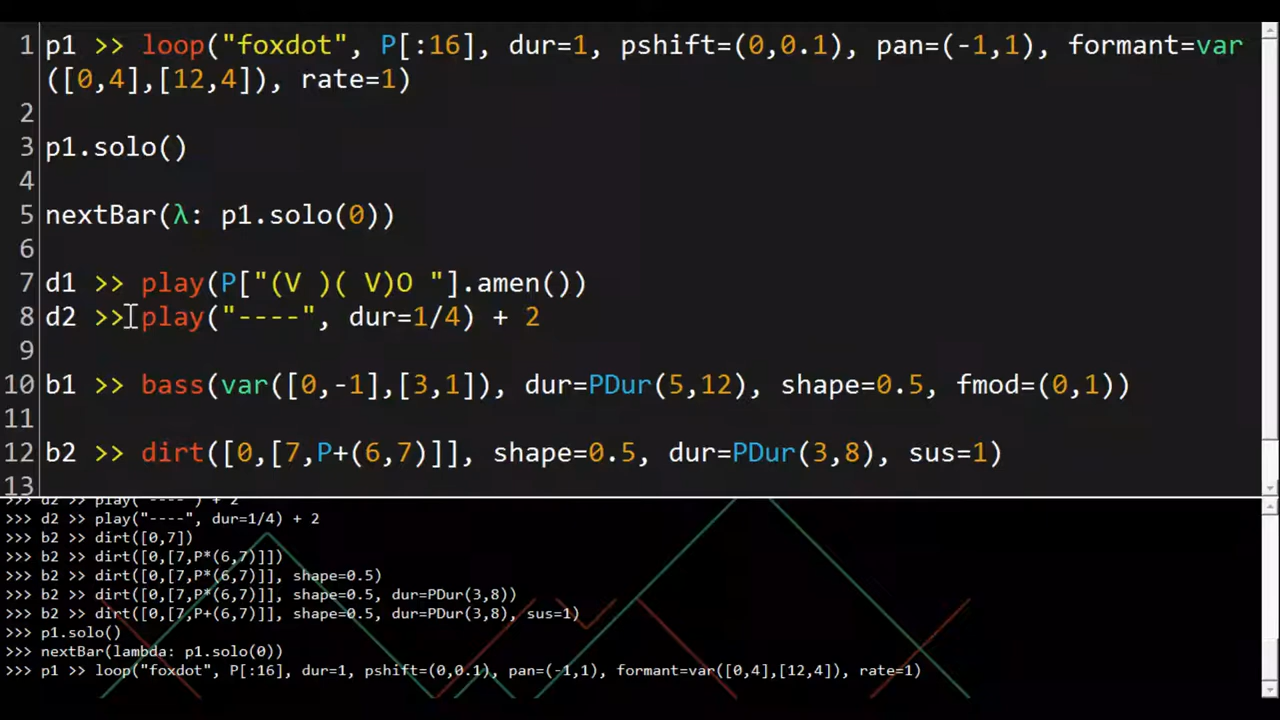 1 p1 >> loop("foxdot", P[:16], dur=1, pshift=(0,0.1), pan=(-1,1), formant=var
([0,4],[12,4]), rate=1)
2
3 p1.solo()
4
5 nextBar(λ: p1.solo(0))
6
7 d1 >> play(P["(V )( V)O "].amen())
8 d2 >> play("----", dur=1/4) + 2
9
10 b1 >> bass(var([0,-1],[3,1]), dur=PDur(5,12), shape=0.5, fmod=(0,1))
11
12 b2 >> dirt([0,[7,P+(6,7)]], shape=0.5, dur=PDur(3,8), sus=1)
13
>>> d2 >> play("----") + 2
>>> d2 >> play("----", dur=1/4) + 2
>>> b2 >> dirt([0,7])
>>> b2 >> dirt([0,[7,P*(6,7)]])
>>> b2 >> dirt([0,[7,P*(6,7)]], shape=0.5)
>>> b2 >> dirt([0,[7,P*(6,7)]], shape=0.5, dur=PDur(3,8))
>>> b2 >> dirt([0,[7,P+(6,7)]], shape=0.5, dur=PDur(3,8), sus=1)
>>> p1.solo()
>>> nextBar(lambda: p1.solo(0))
>>> p1 >> loop("foxdot", P[:16], dur=1, pshift=(0,0.1), pan=(-1,1), formant=var([0,4],[12,4]), rate=1)